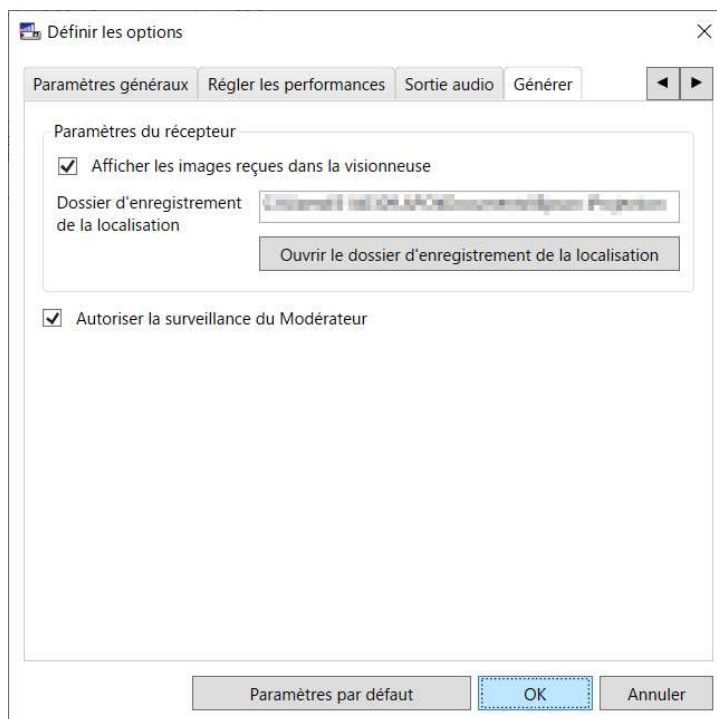 Définir les options
Paramètres généraux Régler les performances Sortie audio Générer
Paramètres du récepteur
Afficher les images reçues dans la visionneuse
Dossier d'enregistrement
de la localisation
Ouvrir le dossier d'enregistrement de la localisation
Autoriser la surveillance du Modérateur
Paramètres par défaut OK Annuler